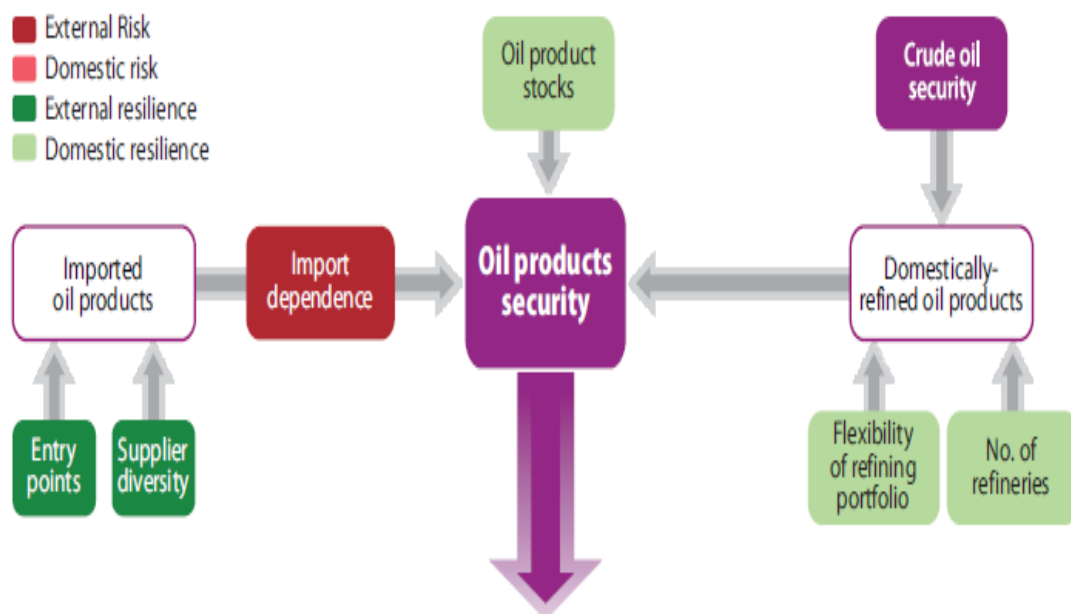 External Risk
Domestic risk
External resilience
Domestic resilience
Oil product
stocks
Crude oil
security
Imported
oil products
Import
dependence
Oil products
security
Domestically-
refined oil products
Entry
points
Supplier
diversity
Flexibility
of refining
portfolio
No. of
refineries